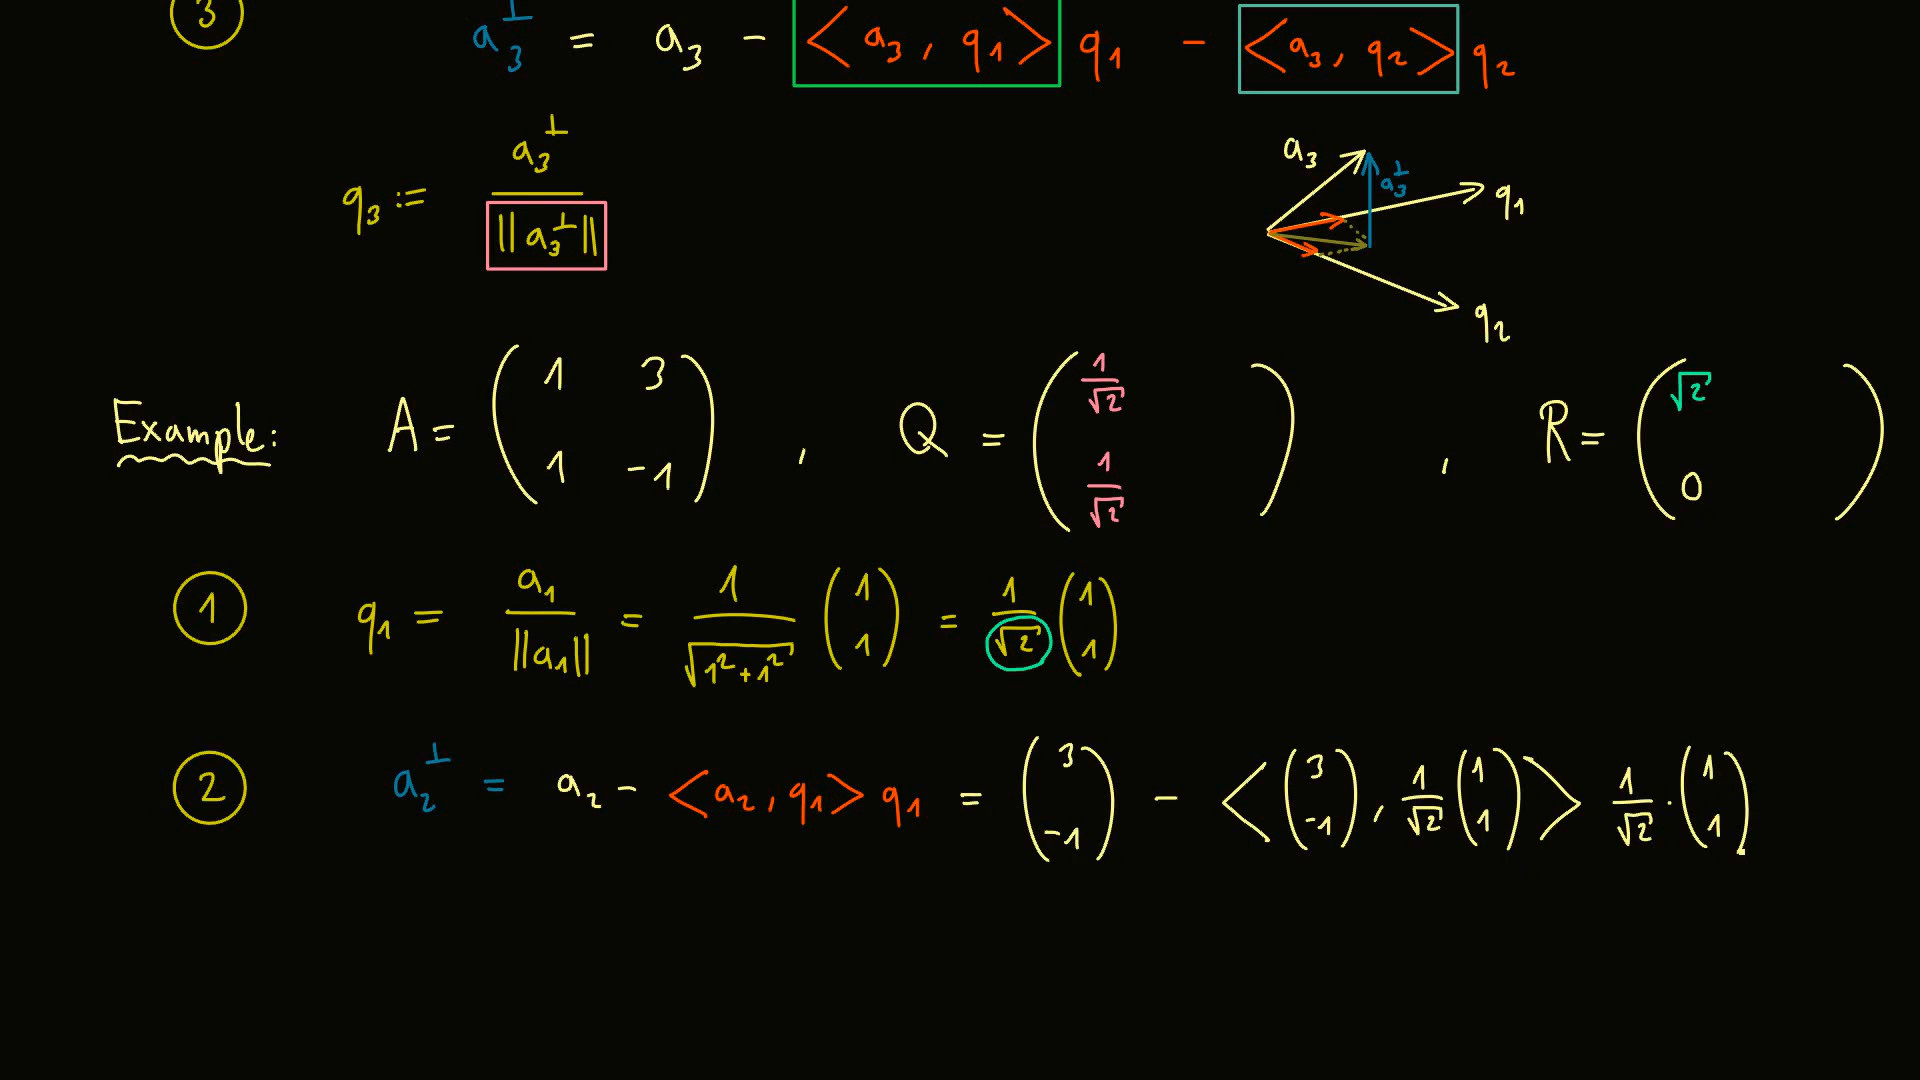 ③ a₃^⊥ = a₃ - <a₃, q₁> q₁ - <a₃, q₂> q₂
q₃ := a₃^⊥ / ||a₃^⊥||
a₃ a₃^⊥ q₁ q₂
Example: A = ( 1 3 ; 1 -1 ) , Q = ( 1/√2 ; 1/√2 ) , R = ( √2 ; 0 )
① q₁ = a₁ / ||a₁|| = 1 / √(1² + 1²) ( 1 ; 1 ) = 1/√2 ( 1 ; 1 )
② a₂^⊥ = a₂ - <a₂, q₁> q₁ = ( 3 ; -1 ) - < ( 3 ; -1 ) , 1/√2 ( 1 ; 1 ) > 1/√2 · ( 1 ; 1 )